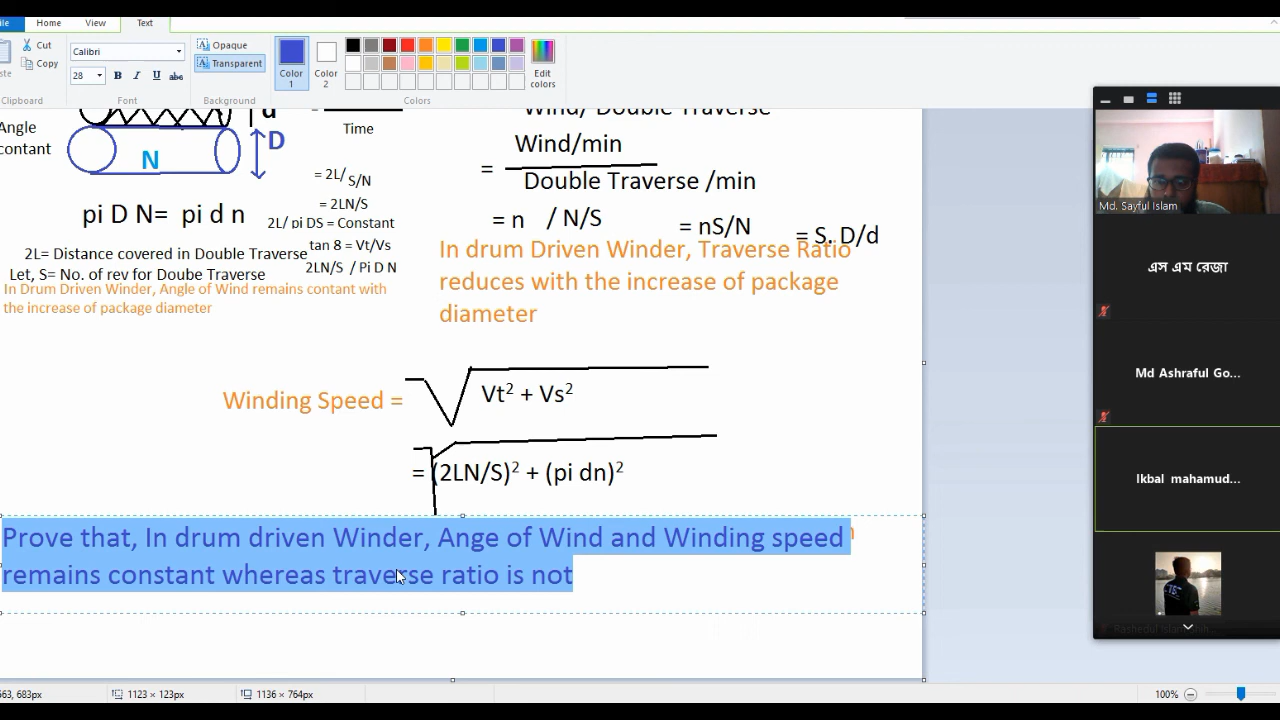 Home View Text
Cut
Copy
Clipboard
Calibri
28 B I U abc
Font
Opaque
Transparent
Background
Color 1
Color 2
Edit colors
Colors
Angle
contant
d
D
N
Time
= 2L/ S/N
= 2LN/S
pi D N= pi d n
2L/ pi DS = Constant
tan 8 = Vt/Vs
2L= Distance covered in Double Traverse
2LN/S / Pi D N
Let, S= No. of rev for Doube Traverse
In Drum Driven Winder, Angle of Wind remains contant with
the increase of package diameter
Wind/ Double Traverse
Wind/min
=
Double Traverse /min
= n / N/S = nS/N = S. D/d
In drum Driven Winder, Traverse Ratio
reduces with the increase of package
diameter
Winding Speed = Vt² + Vs²
= (2LN/S)² + (pi dn)²
Prove that, In drum driven Winder, Ange of Wind and Winding speed
remains constant whereas traverse ratio is not
Md. Sayful Islam
এস এম রেজা
Md Ashraful Go...
Ikbal mahamud...
663, 683px
1123 × 123px
1136 × 764px
100%